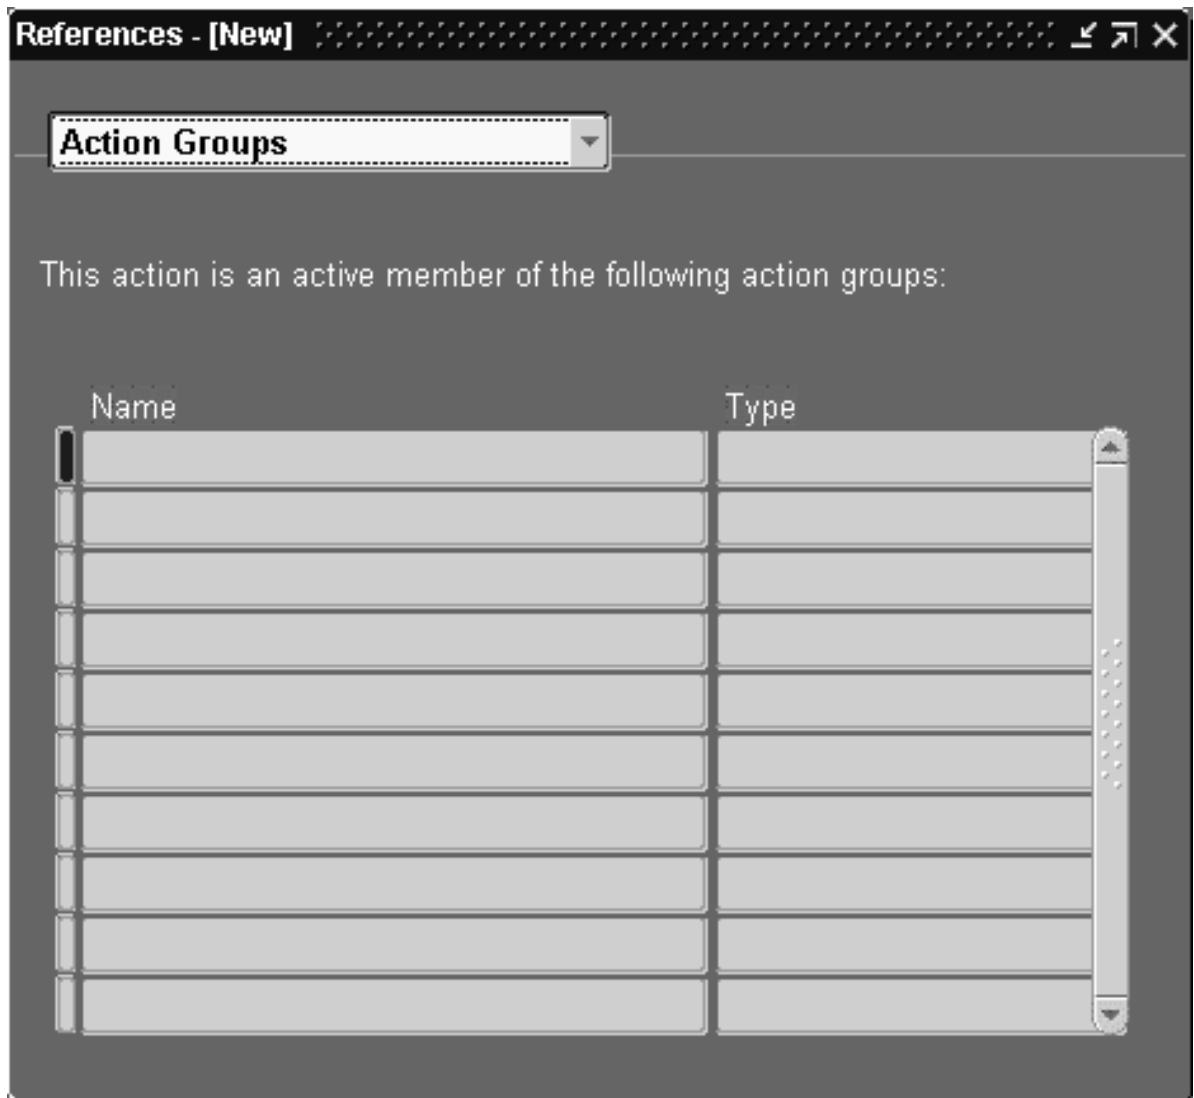 References - [New]
Action Groups
This action is an active member of the following action groups:
Name Type